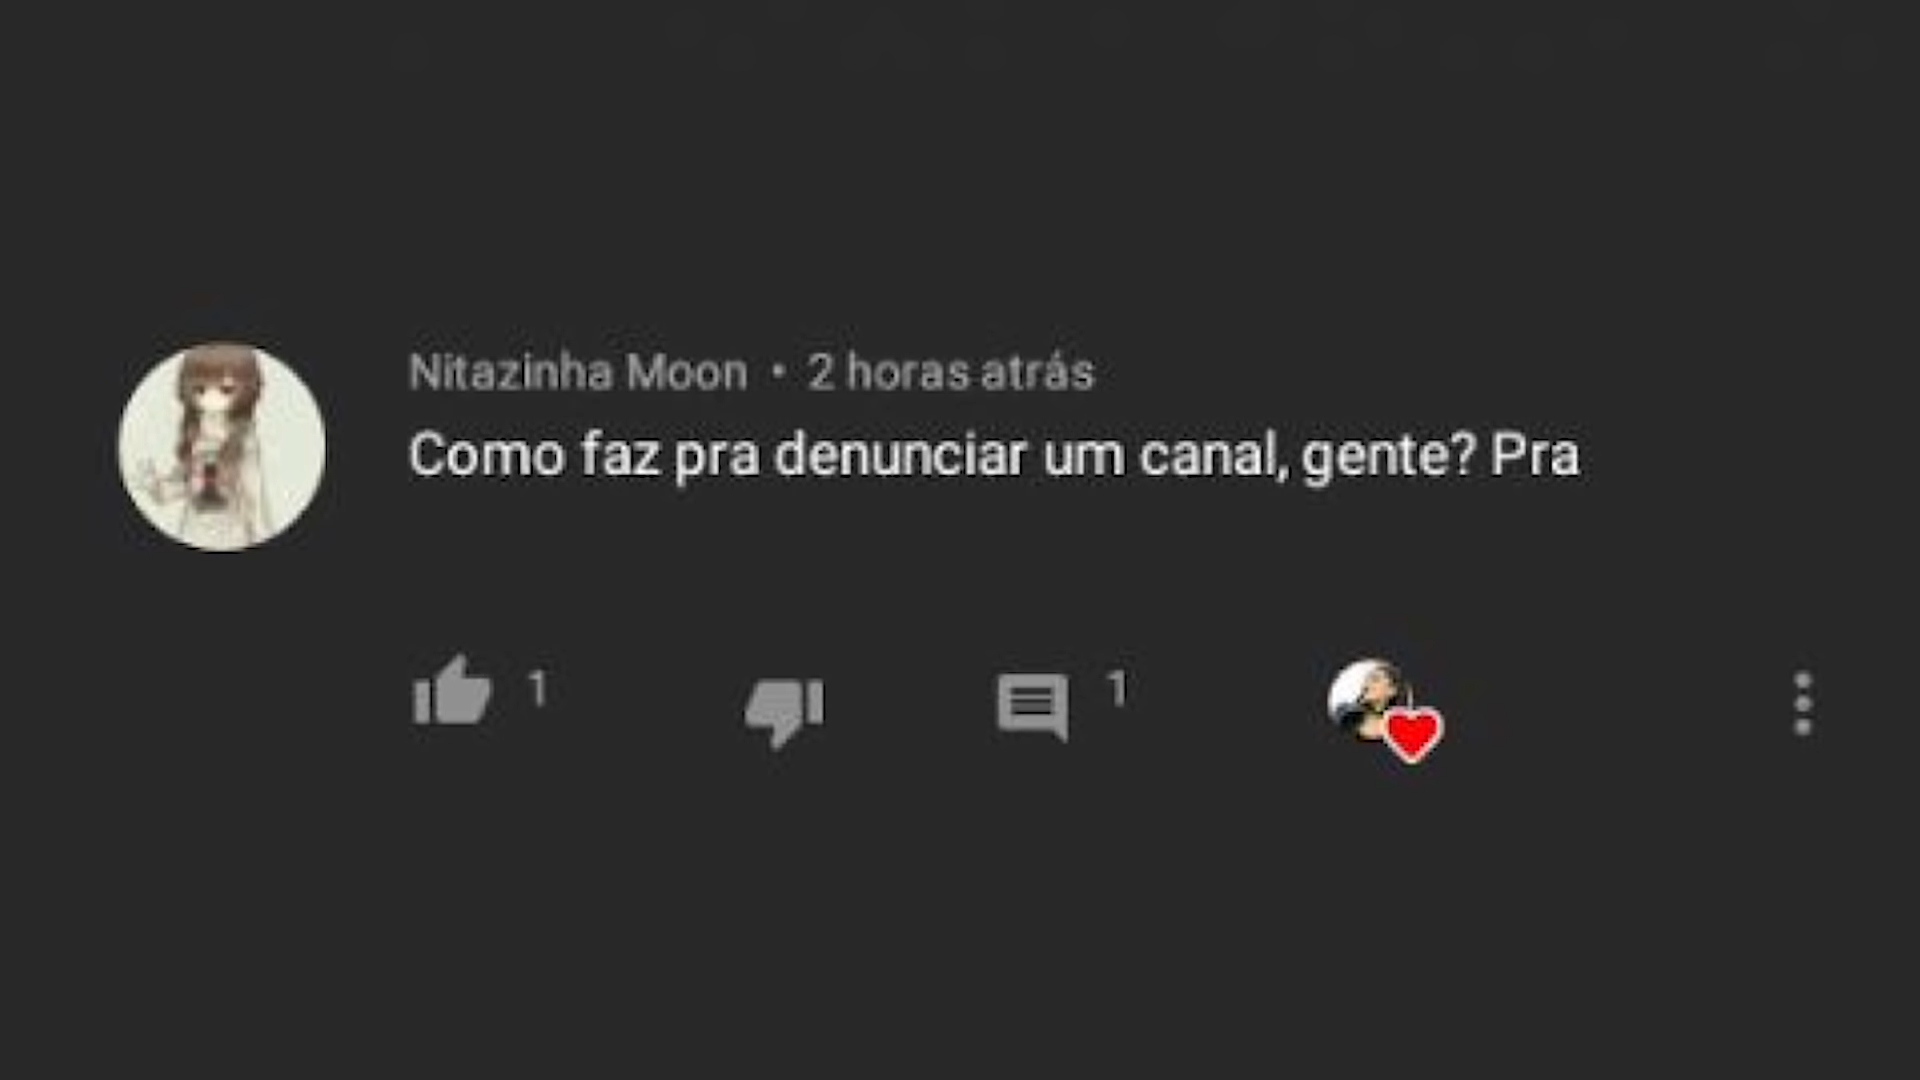 Nitazinha Moon • 2 horas atrás
Como faz pra denunciar um canal, gente? Pra
1 1